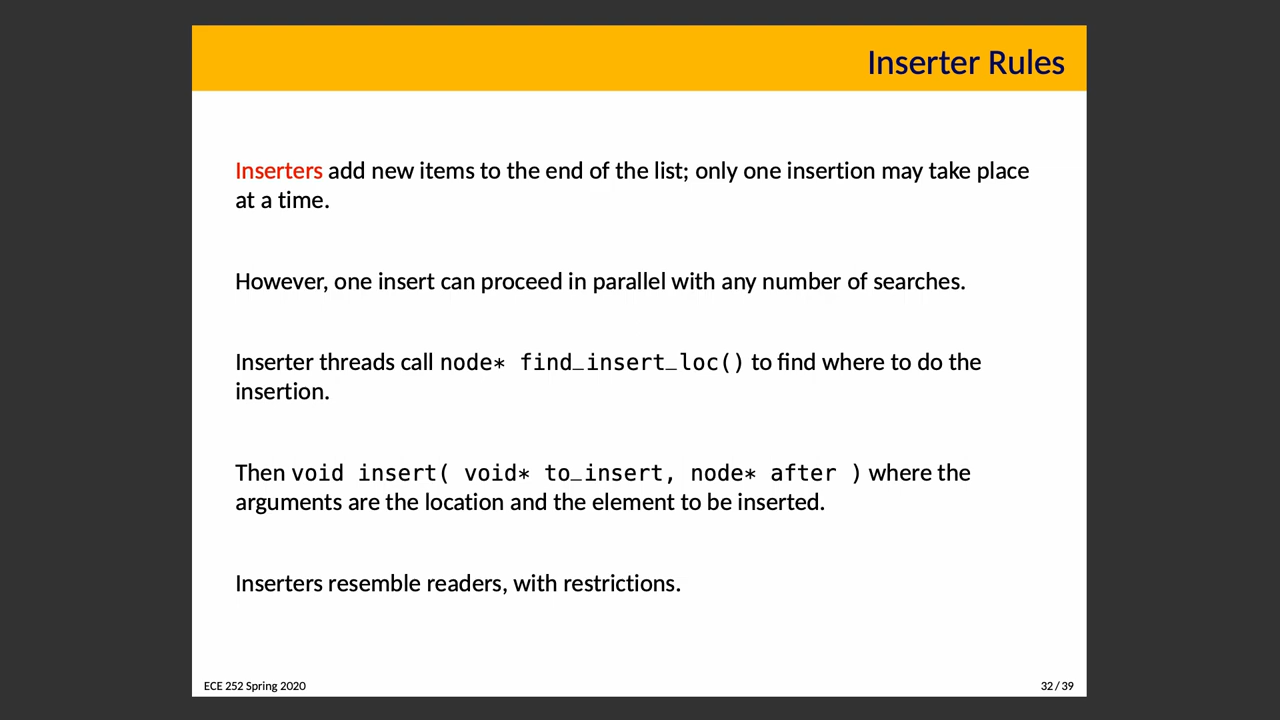 Inserter Rules
Inserters add new items to the end of the list; only one insertion may take place
at a time.
However, one insert can proceed in parallel with any number of searches.
Inserter threads call node* find_insert_loc() to find where to do the
insertion.
Then void insert( void* to_insert, node* after ) where the
arguments are the location and the element to be inserted.
Inserters resemble readers, with restrictions.
ECE 252 Spring 2020
32 / 39